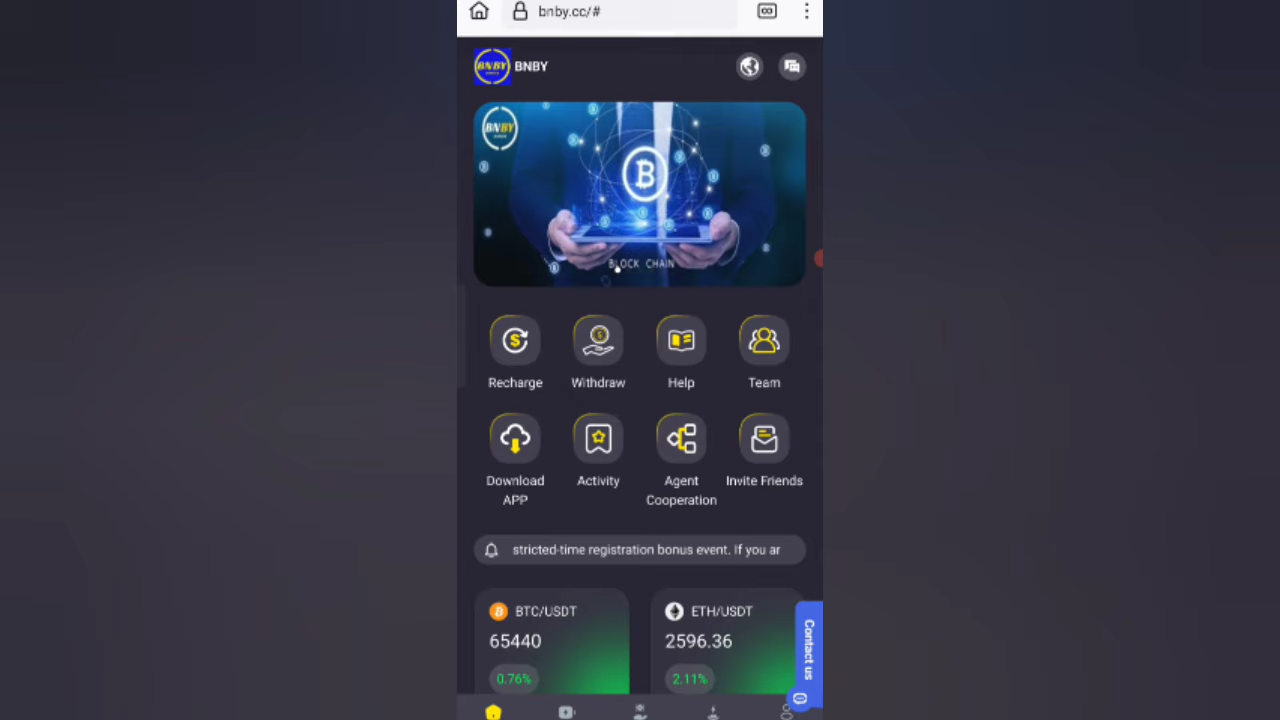 bnby.cc/#
BNBY
BNBY
BNBY
BLOCK CHAIN
Recharge
Withdraw
Help
Team
Download
APP
Activity
Agent
Cooperation
Invite Friends
stricted-time registration bonus event. If you ar
BTC/USDT
65440
0.76%
ETH/USDT
2596.36
2.11%
Contact us